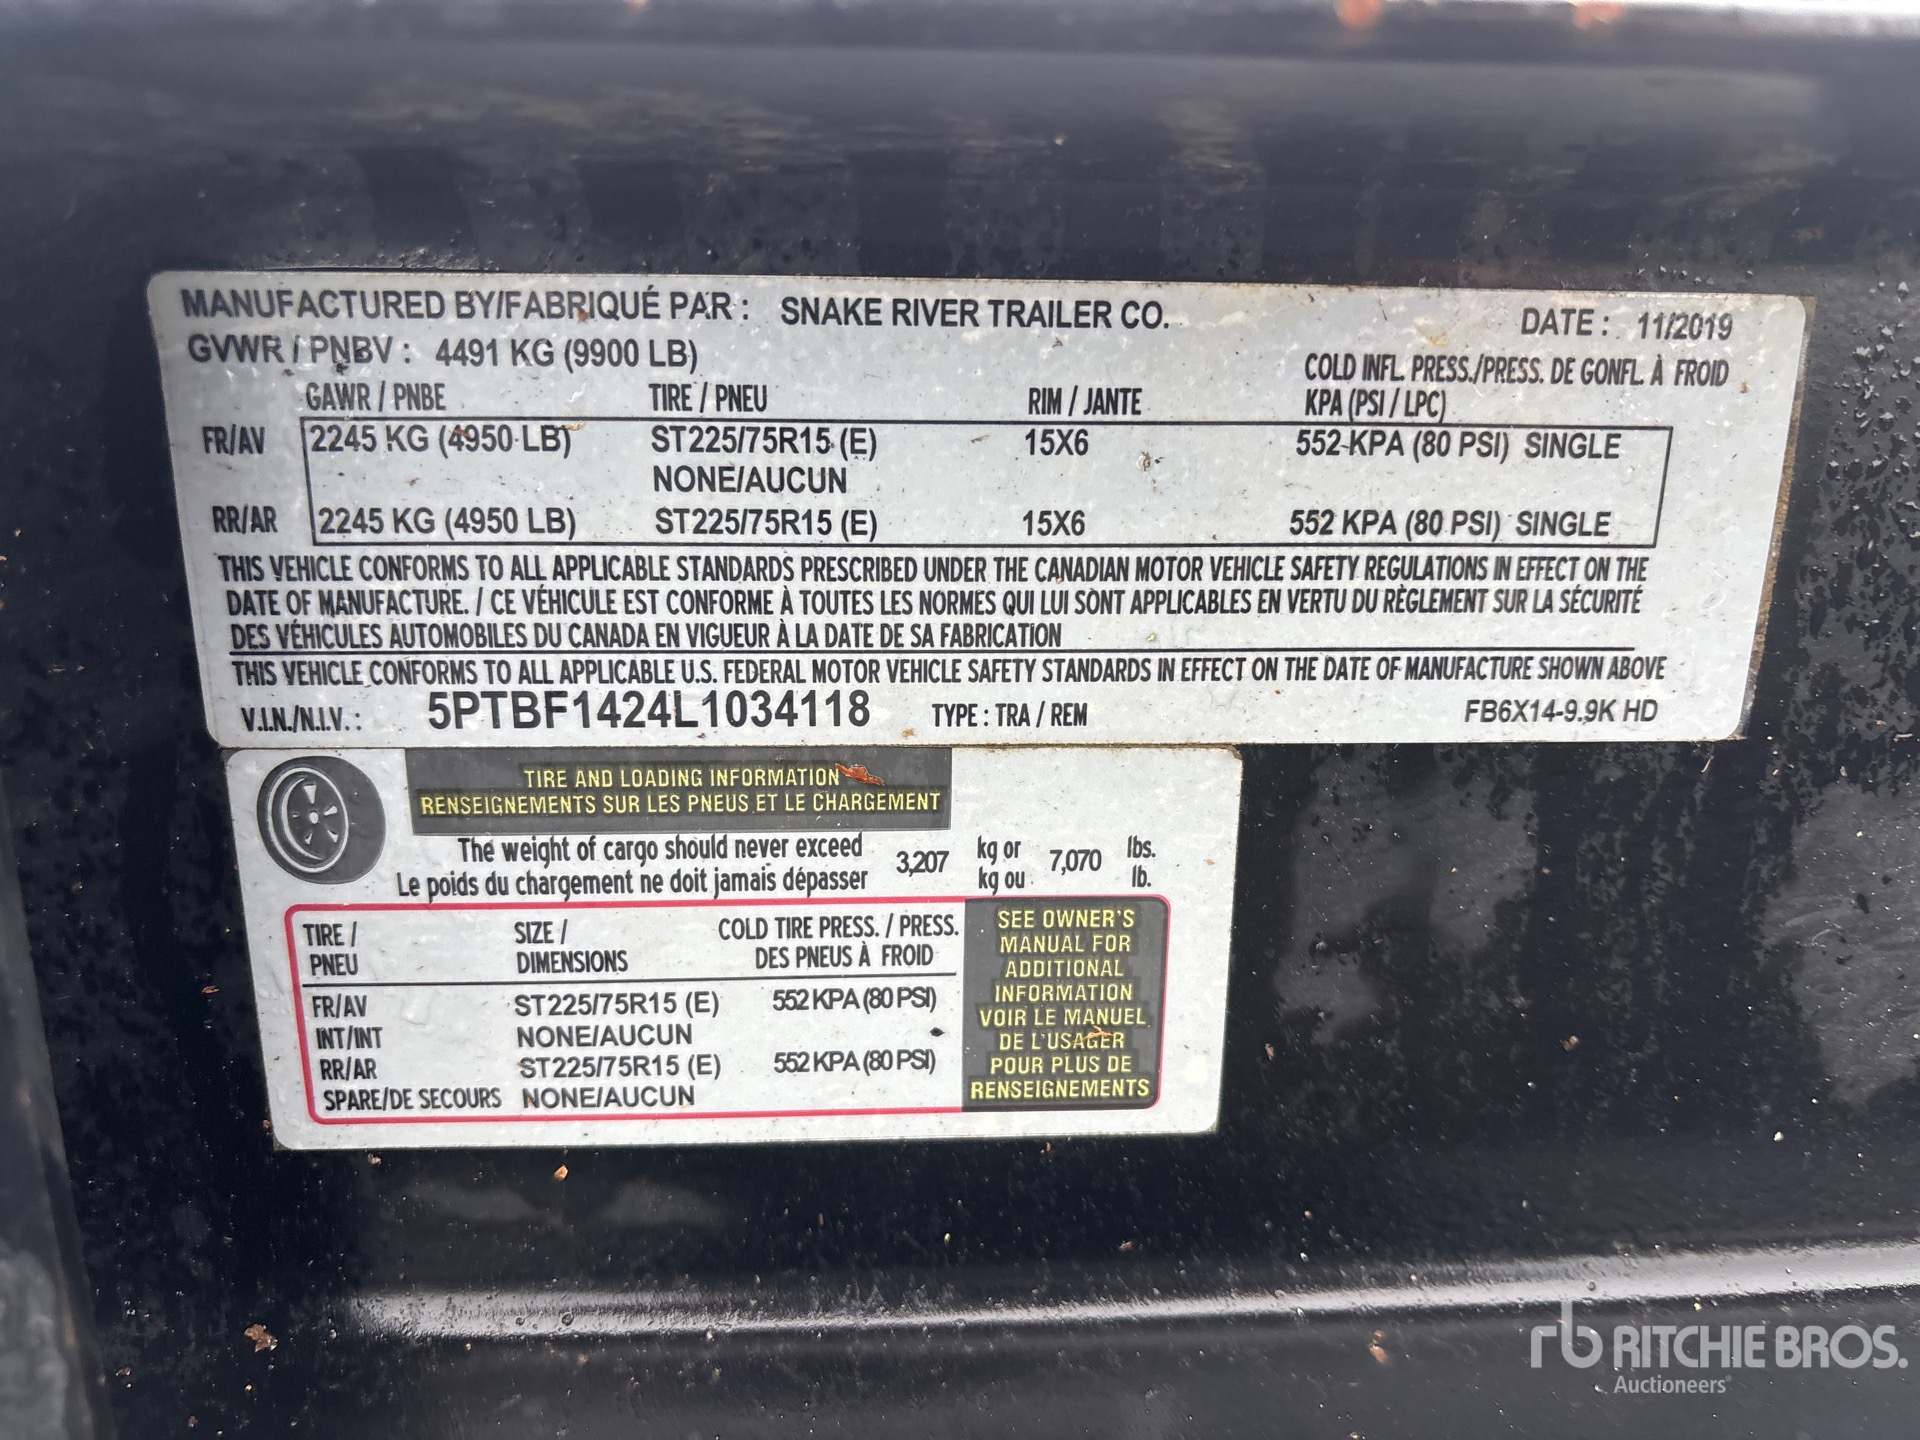 MANUFACTURED BY/FABRIQUÉ PAR : SNAKE RIVER TRAILER CO. DATE : 11/2019
GVWR / PNBV : 4491 KG (9900 LB)
COLD INFL. PRESS./PRESS. DE GONFL. À FROID
GAWR / PNBE TIRE / PNEU RIM / JANTE KPA (PSI / LPC)
FR/AV 2245 KG (4950 LB) ST225/75R15 (E) 15X6 552 KPA (80 PSI) SINGLE
NONE/AUCUN
RR/AR 2245 KG (4950 LB) ST225/75R15 (E) 15X6 552 KPA (80 PSI) SINGLE
THIS VEHICLE CONFORMS TO ALL APPLICABLE STANDARDS PRESCRIBED UNDER THE CANADIAN MOTOR VEHICLE SAFETY REGULATIONS IN EFFECT ON THE
DATE OF MANUFACTURE. / CE VÉHICULE EST CONFORME À TOUTES LES NORMES QUI LUI SONT APPLICABLES EN VERTU DU RÈGLEMENT SUR LA SÉCURITÉ
DES VÉHICULES AUTOMOBILES DU CANADA EN VIGUEUR À LA DATE DE SA FABRICATION
THIS VEHICLE CONFORMS TO ALL APPLICABLE U.S. FEDERAL MOTOR VEHICLE SAFETY STANDARDS IN EFFECT ON THE DATE OF MANUFACTURE SHOWN ABOVE
V.I.N./N.I.V. : 5PTBF1424L1034118 TYPE : TRA / REM FB6X14-9.9K HD
TIRE AND LOADING INFORMATION
RENSEIGNEMENTS SUR LES PNEUS ET LE CHARGEMENT
The weight of cargo should never exceed 3,207 kg or 7,070 lbs.
Le poids du chargement ne doit jamais dépasser kg ou lb.
TIRE / SIZE / COLD TIRE PRESS. / PRESS.
PNEU DIMENSIONS DES PNEUS À FROID
FR/AV ST225/75R15 (E) 552 KPA (80 PSI)
INT/INT NONE/AUCUN
RR/AR ST225/75R15 (E) 552 KPA (80 PSI)
SPARE/DE SECOURS NONE/AUCUN
SEE OWNER'S
MANUAL FOR
ADDITIONAL
INFORMATION
VOIR LE MANUEL
DE L'USAGER
POUR PLUS DE
RENSEIGNEMENTS
rb RITCHIE BROS.
Auctioneers